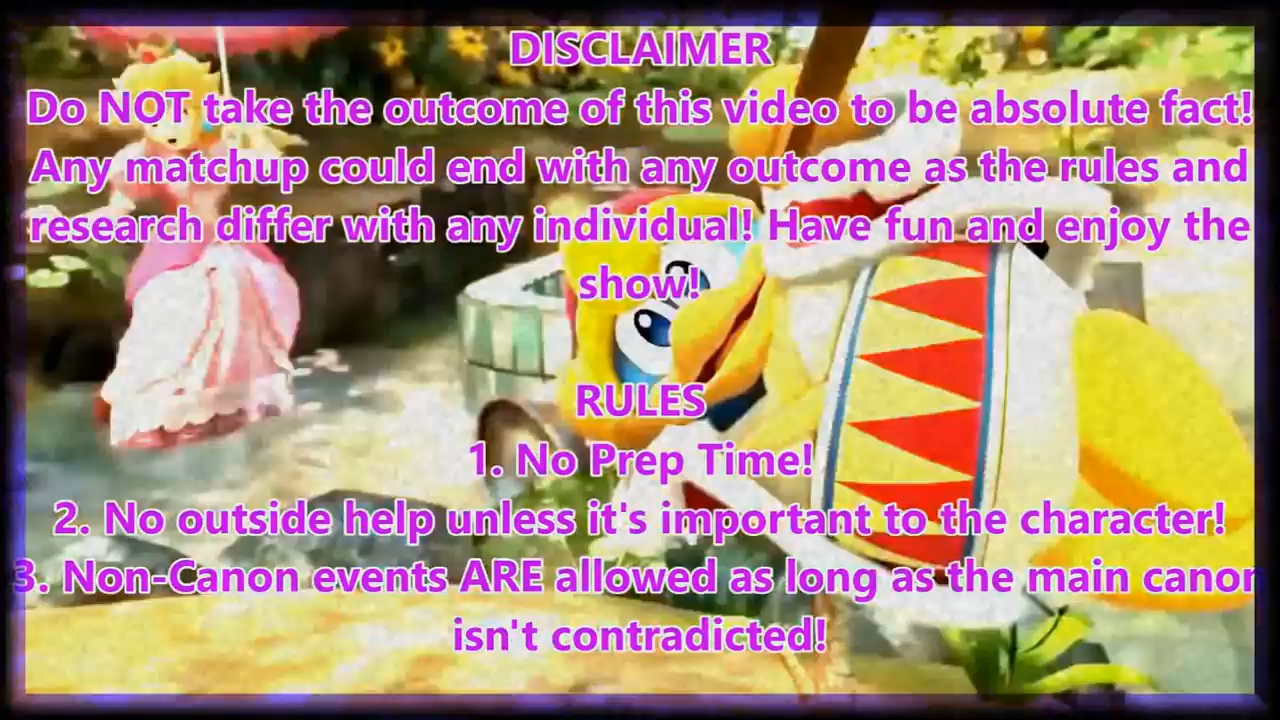 DISCLAIMER
Do NOT take the outcome of this video to be absolute fact!
Any matchup could end with any outcome as the rules and
research differ with any individual! Have fun and enjoy the
show!
RULES
1. No Prep Time!
2. No outside help unless it's important to the character!
3. Non-Canon events ARE allowed as long as the main canon
isn't contradicted!